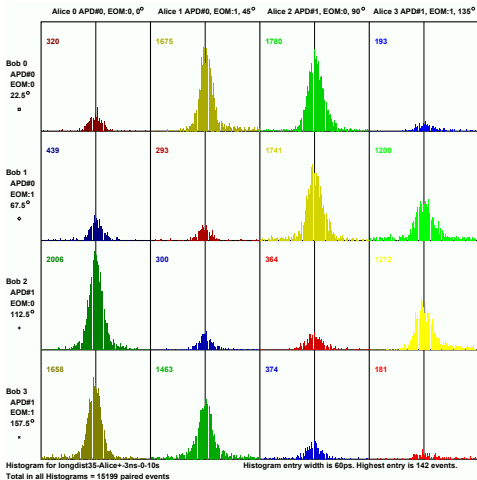 Alice 0 APD#0, EOM:0, 0° Alice 1 APD#0, EOM:1, 45° Alice 2 APD#1, EOM:0, 90° Alice 3 APD#1, EOM:1, 135°
320 1675 1780 193
Bob 0
APD#0
EOM:0
22.5°
439 293 1741 1200
Bob 1
APD#0
EOM:1
67.5°
2006 300 364 1212
Bob 2
APD#1
EOM:0
112.5°
1658 1463 374 181
Bob 3
APD#1
EOM:1
157.5°
Histogram for longdist35-Alice+-3ns-0-10s Histogram entry width is 60ps. Highest entry is 142 events.
Total in all Histograms = 15199 paired events